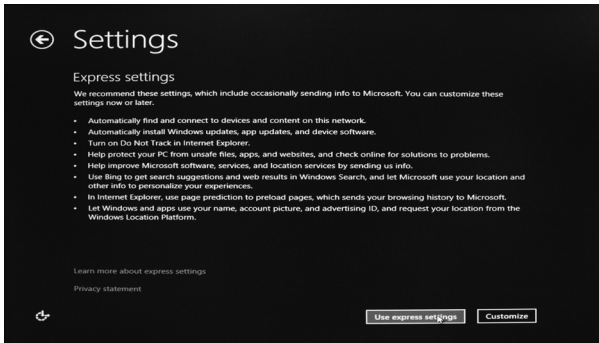 Settings
Express settings
We recommend these settings, which include occasionally sending info to Microsoft. You can customize these
settings now or later.
• Automatically find and connect to devices and content on this network.
• Automatically install Windows updates, app updates, and device software.
• Turn on Do Not Track in Internet Explorer.
• Help protect your PC from unsafe files, apps, and websites, and check online for solutions to problems.
• Help improve Microsoft software, services, and location services by sending us info.
• Use Bing to get search suggestions and web results in Windows Search, and let Microsoft use your location and
other info to personalize your experiences.
• In Internet Explorer, use page prediction to preload pages, which sends your browsing history to Microsoft.
• Let Windows and apps use your name, account picture, and advertising ID, and request your location from the
Windows Location Platform.
Learn more about express settings
Privacy statement
Use express settings
Customize